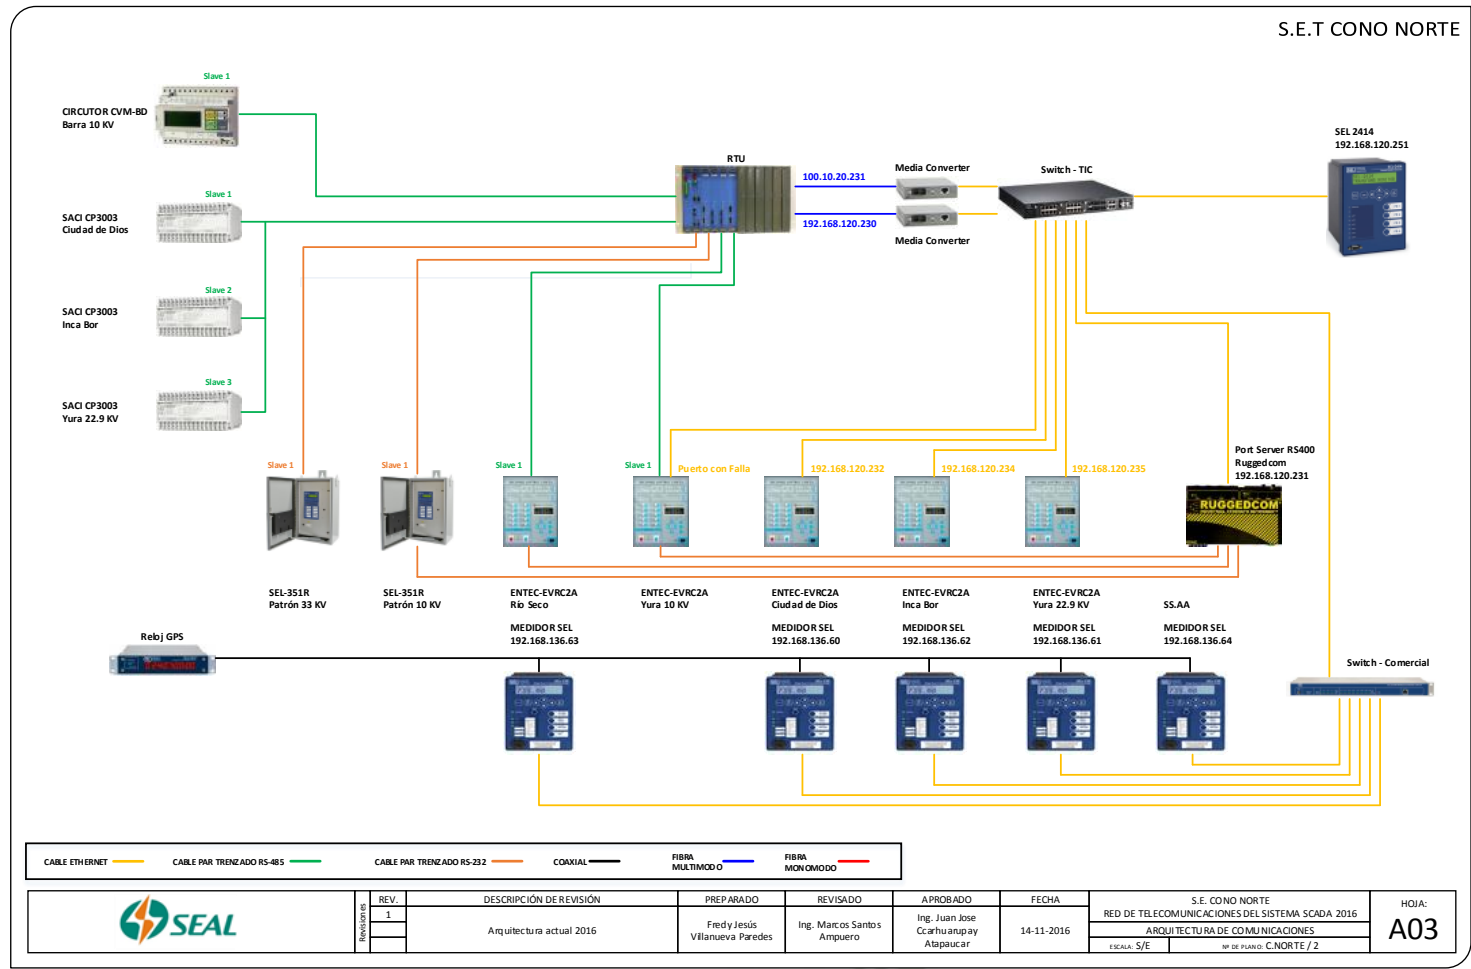 S.E.T CONO NORTE
Slave 1
CIRCUTOR CVM-BD
Barra 10 KV
Slave 1
SACI CP3003
Ciudad de Dios
Slave 2
SACI CP3003
Inca Bor
Slave 3
SACI CP3003
Yura 22.9 KV
RTU
100.10.20.231
192.168.120.230
Media Converter
Media Converter
Switch - TIC
SEL 2414
192.168.120.251
Slave 1
Slave 1
Slave 1
Slave 1
Puerto con Falla
192.168.120.232
192.168.120.234
192.168.120.235
Port Server RS400
Ruggedcom
192.168.120.231
RUGGEDCOM
SEL-351R
Patrón 33 KV
SEL-351R
Patrón 10 KV
ENTEC-EVRC2A
Río Seco
ENTEC-EVRC2A
Yura 10 KV
ENTEC-EVRC2A
Ciudad de Dios
ENTEC-EVRC2A
Inca Bor
ENTEC-EVRC2A
Yura 22.9 KV
SS.AA
MEDIDOR SEL
192.168.136.63
MEDIDOR SEL
192.168.136.60
MEDIDOR SEL
192.168.136.62
MEDIDOR SEL
192.168.136.61
MEDIDOR SEL
192.168.136.64
Reloj GPS
Switch - Comercial
CABLE ETHERNET
CABLE PAR TRENZADO RS-485
CABLE PAR TRENZADO RS-232
COAXIAL
FIBRA
MULTIMODO
FIBRA
MONOMODO
SEAL
Revisiones
REV.
DESCRIPCIÓN DE REVISIÓN
PREPARADO
REVISADO
APROBADO
FECHA
1
Arquitectura actual 2016
Fredy Jesús
Villanueva Paredes
Ing. Marcos Santos
Ampuero
Ing. Juan Jose
Ccarhuarupay
Atapaucar
14-11-2016
S.E. CONO NORTE
RED DE TELECOMUNICACIONES DEL SISTEMA SCADA 2016
ARQUITECTURA DE COMUNICACIONES
ESCALA: S/E
Nº DE PLANO: C.NORTE / 2
HOJA:
A03